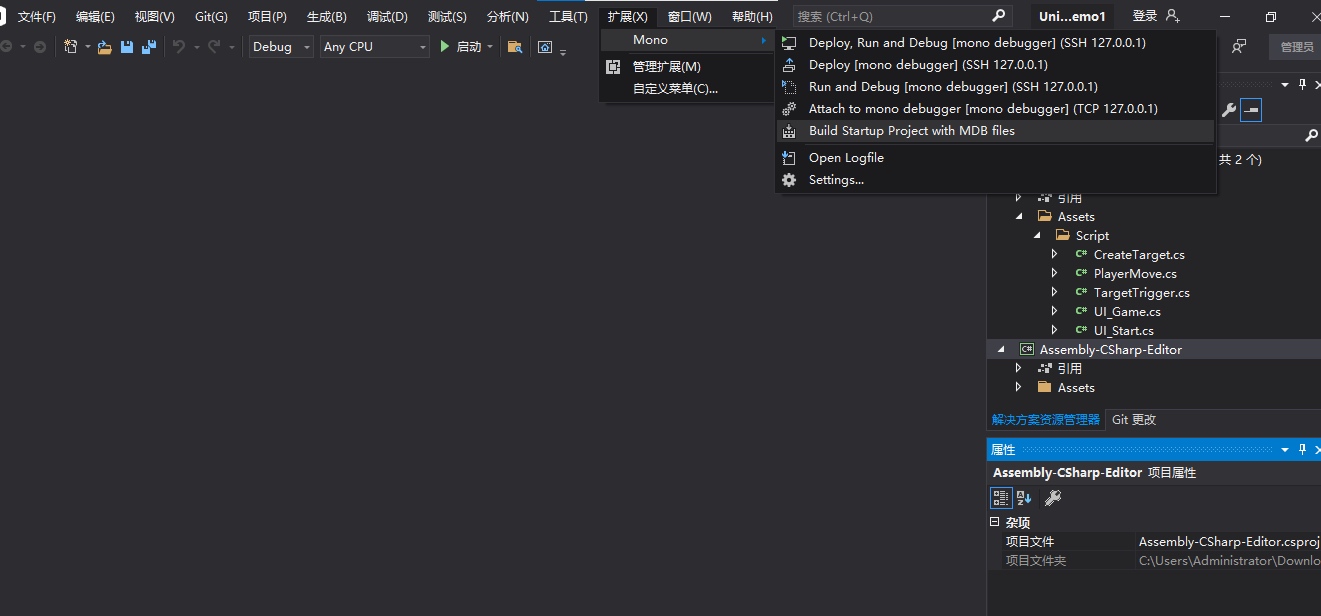 文件(F) 编辑(E) 视图(V) Git(G) 项目(P) 生成(B) 调试(D) 测试(S) 分析(N) 工具(T) 扩展(X) 窗口(W) 帮助(H) 搜索 (Ctrl+Q) Uni...emo1 登录
Debug Any CPU 启动 管理员
Mono
管理扩展(M)
自定义菜单(C)...
Deploy, Run and Debug [mono debugger] (SSH 127.0.0.1)
Deploy [mono debugger] (SSH 127.0.0.1)
Run and Debug [mono debugger] (SSH 127.0.0.1)
Attach to mono debugger [mono debugger] (TCP 127.0.0.1)
Build Startup Project with MDB files
Open Logfile
Settings...
共 2 个)
引用
Assets
Script
C# CreateTarget.cs
C# PlayerMove.cs
C# TargetTrigger.cs
C# UI_Game.cs
C# UI_Start.cs
C# Assembly-CSharp-Editor
引用
Assets
解决方案资源管理器 Git 更改
属性
Assembly-CSharp-Editor 项目属性
杂项
项目文件 Assembly-CSharp-Editor.csproj
项目文件夹 C:\Users\Administrator\Downlo